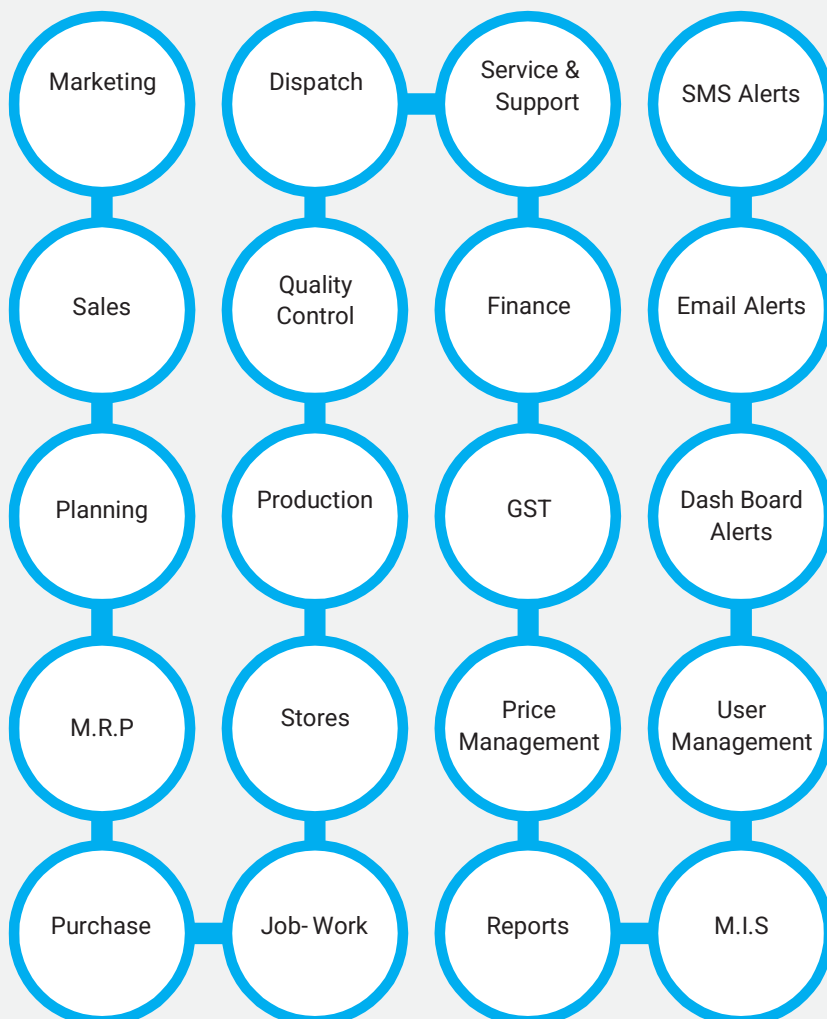 Marketing
Dispatch
Service &
Support
SMS Alerts
Sales
Quality
Control
Finance
Email Alerts
Planning
Production
GST
Dash Board
Alerts
M.R.P
Stores
Price
Management
User
Management
Purchase
Job- Work
Reports
M.I.S